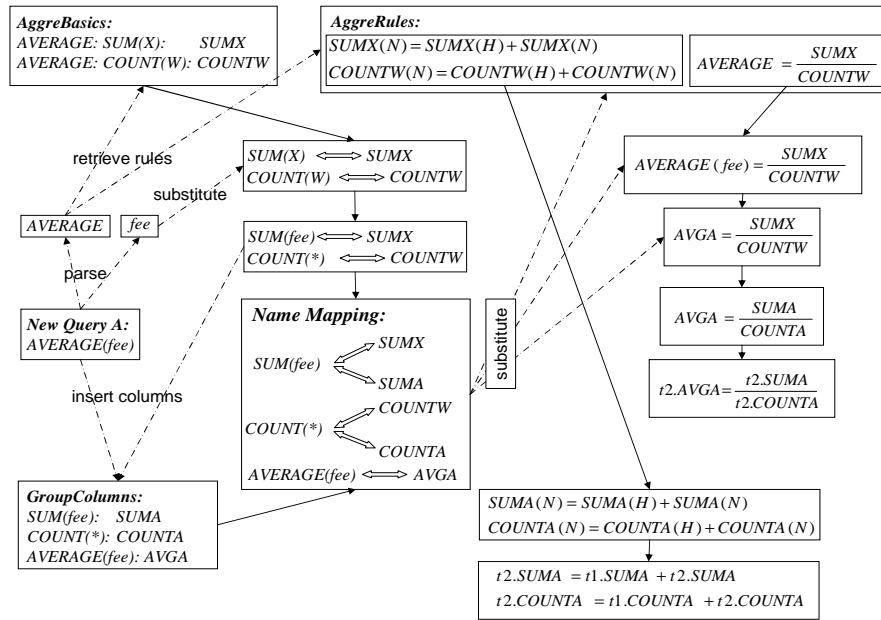 AggreBasics:
AVERAGE: SUM(X): SUMX
AVERAGE: COUNT(W): COUNTW
AggreRules:
SUMX(N) = SUMX(H) + SUMX(N)
COUNTW(N) = COUNTW(H) + COUNTW(N)
AVERAGE = SUMX / COUNTW
retrieve rules
SUM(X) SUMX
COUNT(W) COUNTW
AVERAGE(fee) = SUMX / COUNTW
substitute
AVERAGE
fee
SUM(fee) SUMX
COUNT(*) COUNTW
AVGA = SUMX / COUNTW
parse
New Query A:
AVERAGE(fee)
Name Mapping:
SUM(fee)
SUMX
SUMA
COUNT(*)
COUNTW
COUNTA
AVERAGE(fee) AVGA
substitute
AVGA = SUMA / COUNTA
t2.AVGA = t2.SUMA / t2.COUNTA
insert columns
GroupColumns:
SUM(fee): SUMA
COUNT(*): COUNTA
AVERAGE(fee): AVGA
SUMA(N) = SUMA(H) + SUMA(N)
COUNTA(N) = COUNTA(H) + COUNTA(N)
t2.SUMA = t1.SUMA + t2.SUMA
t2.COUNTA = t1.COUNTA + t2.COUNTA